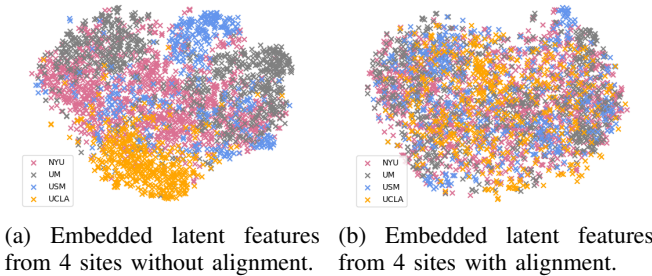 NYU
UM
USM
UCLA
NYU
UM
USM
UCLA
(a) Embedded latent features
from 4 sites without alignment.
(b) Embedded latent features
from 4 sites with alignment.